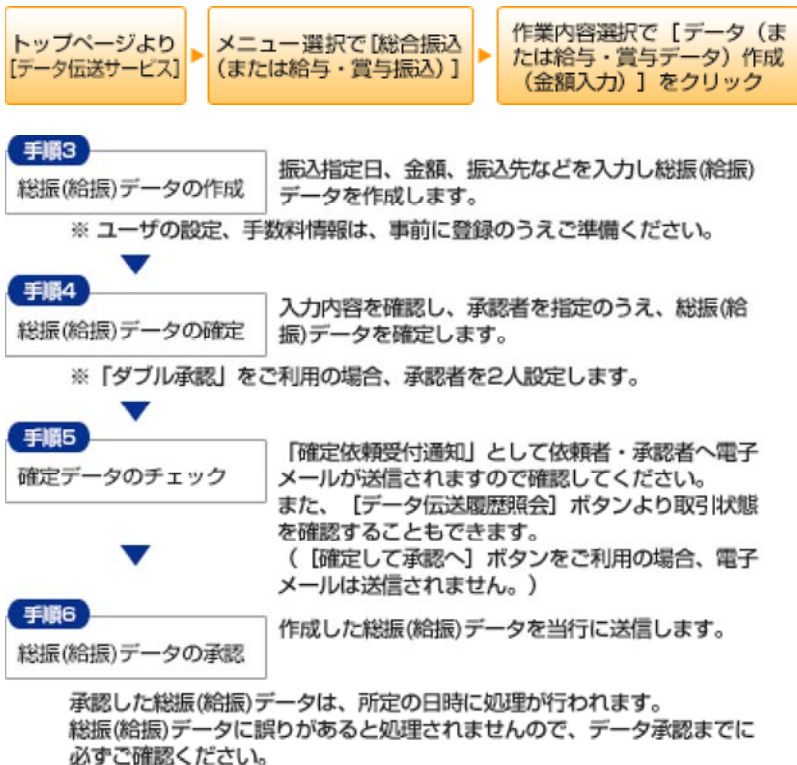 トップページより
[データ伝送サービス]
メニュー選択で[総合振込
(または給与・賞与振込)]
作業内容選択で[データ(ま
たは給与・賞与データ)作成
(金額入力)]をクリック
手順3
総振(給振)データの作成
振込指定日、金額、振込先などを入力し総振(給振)
データを作成します。
※ ユーザの設定、手数料情報は、事前に登録のうえご準備ください。
手順4
総振(給振)データの確定
入力内容を確認し、承認者を指定のうえ、総振(給
振)データを確定します。
※「ダブル承認」をご利用の場合、承認者を2人設定します。
手順5
確定データのチェック
「確定依頼受付通知」として依頼者・承認者へ電子
メールが送信されますので確認してください。
また、[データ伝送履歴照会]ボタンより取引状態
を確認することもできます。
([確定して承認へ]ボタンをご利用の場合、電子
メールは送信されません。)
手順6
総振(給振)データの承認
作成した総振(給振)データを当行に送信します。
承認した総振(給振)データは、所定の日時に処理が行われます。
総振(給振)データに誤りがあると処理されませんので、データ承認までに
必ずご確認ください。